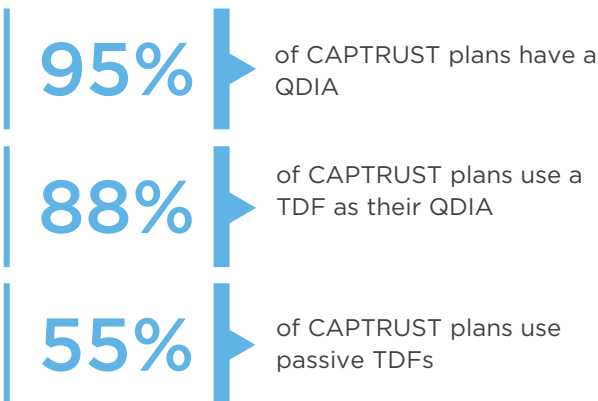 95%
of CAPTRUST plans have a
QDIA
88%
of CAPTRUST plans use a
TDF as their QDIA
55%
of CAPTRUST plans use
passive TDFs